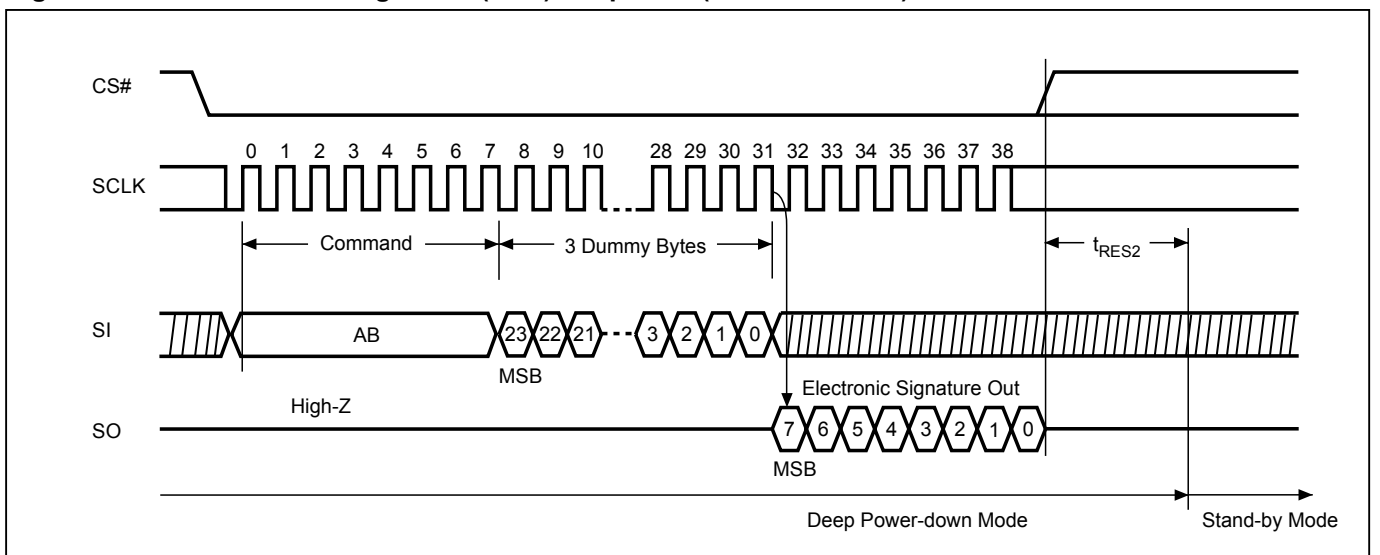 CS#
0 1 2 3 4 5 6 7 8 9 10 28 29 30 31 32 33 34 35 36 37 38
SCLK
Command 3 Dummy Bytes tRES2
SI AB 23 22 21 3 2 1 0
MSB
High-Z Electronic Signature Out
SO 7 6 5 4 3 2 1 0
MSB
Deep Power-down Mode Stand-by Mode